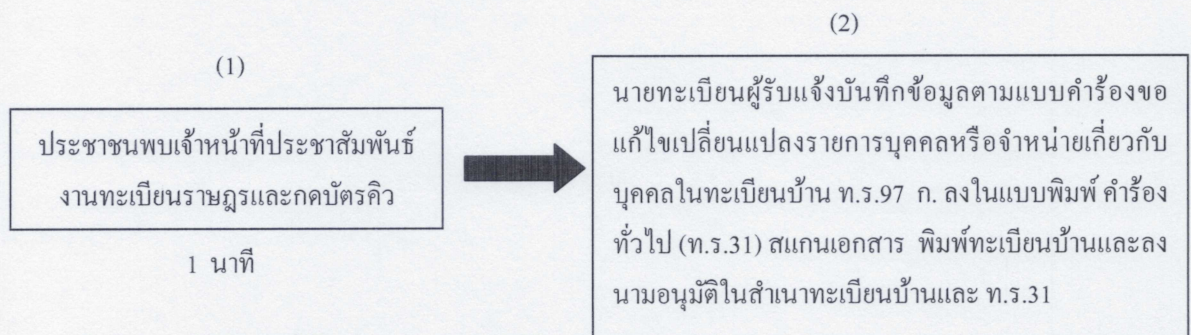 (1)
ประชาชนพบเจ้าหน้าที่ประชาสัมพันธ์
งานทะเบียนราษฎรและกดบัตรคิว
1 นาที
(2)
นายทะเบียนผู้รับแจ้งบันทึกข้อมูลตามแบบคำร้องขอ
แก้ไขเปลี่ยนแปลงรายการบุคคลหรือจำหน่ายเกี่ยวกับ
บุคคลในทะเบียนบ้าน ท.ร.97 ก. ลงในแบบพิมพ์ คำร้อง
ทั่วไป (ท.ร.31) สแกนเอกสาร พิมพ์ทะเบียนบ้านและลง
นามอนุมัติในสำเนาทะเบียนบ้านและ ท.ร.31